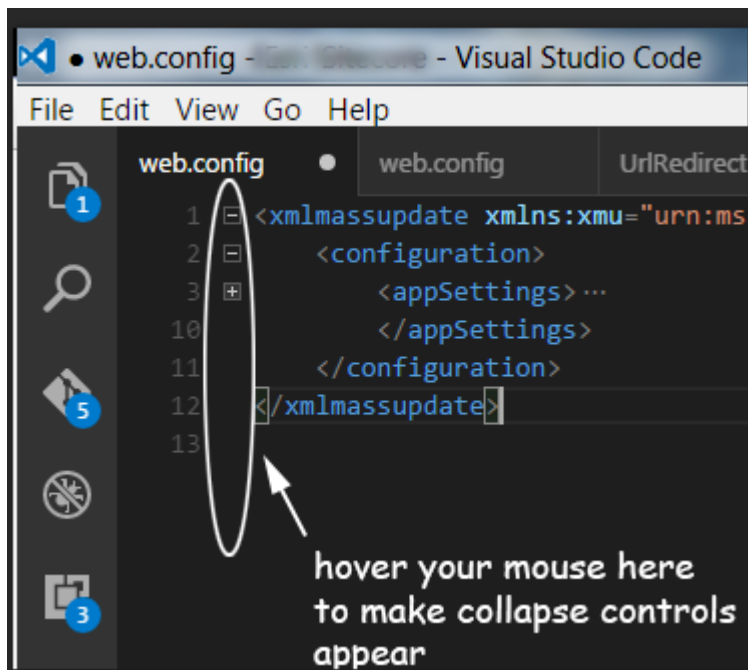 ● web.config - - Visual Studio Code
File Edit View Go Help
web.config ● web.config UrlRedirect
1
1 <xmlmassupdate xmlns:xmu="urn:ms
2 <configuration>
3 <appSettings>···
10 </appSettings>
11 </configuration>
12 </xmlmassupdate>
13
5
3
hover your mouse here
to make collapse controls
appear